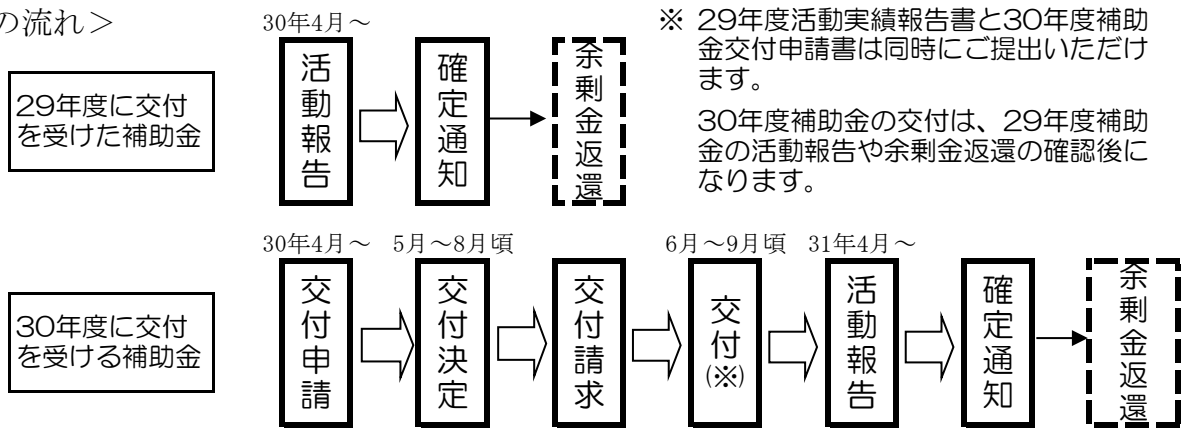 の流れ＞
30年4月～
29年度に交付
を受けた補助金
活動報告
確定通知
余剰金返還
※ 29年度活動実績報告書と30年度補助
金交付申請書は同時にご提出いただけ
ます。
30年度補助金の交付は、29年度補助
金の活動報告や余剰金返還の確認後に
なります。
30年4月～ 5月～8月頃 6月～9月頃 31年4月～
30年度に交付
を受ける補助金
交付申請
交付決定
交付請求
交付(※)
活動報告
確定通知
余剰金返還